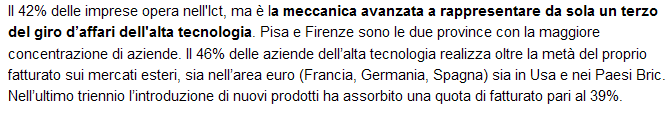 Il 42% delle imprese opera nell'Ict, ma è la meccanica avanzata a rappresentare da sola un terzo
del giro d’affari dell'alta tecnologia. Pisa e Firenze sono le due province con la maggiore
concentrazione di aziende. Il 46% delle aziende dell’alta tecnologia realizza oltre la metà del proprio
fatturato sui mercati esteri, sia nell’area euro (Francia, Germania, Spagna) sia in Usa e nei Paesi Bric.
Nell’ultimo triennio l’introduzione di nuovi prodotti ha assorbito una quota di fatturato pari al 39%.